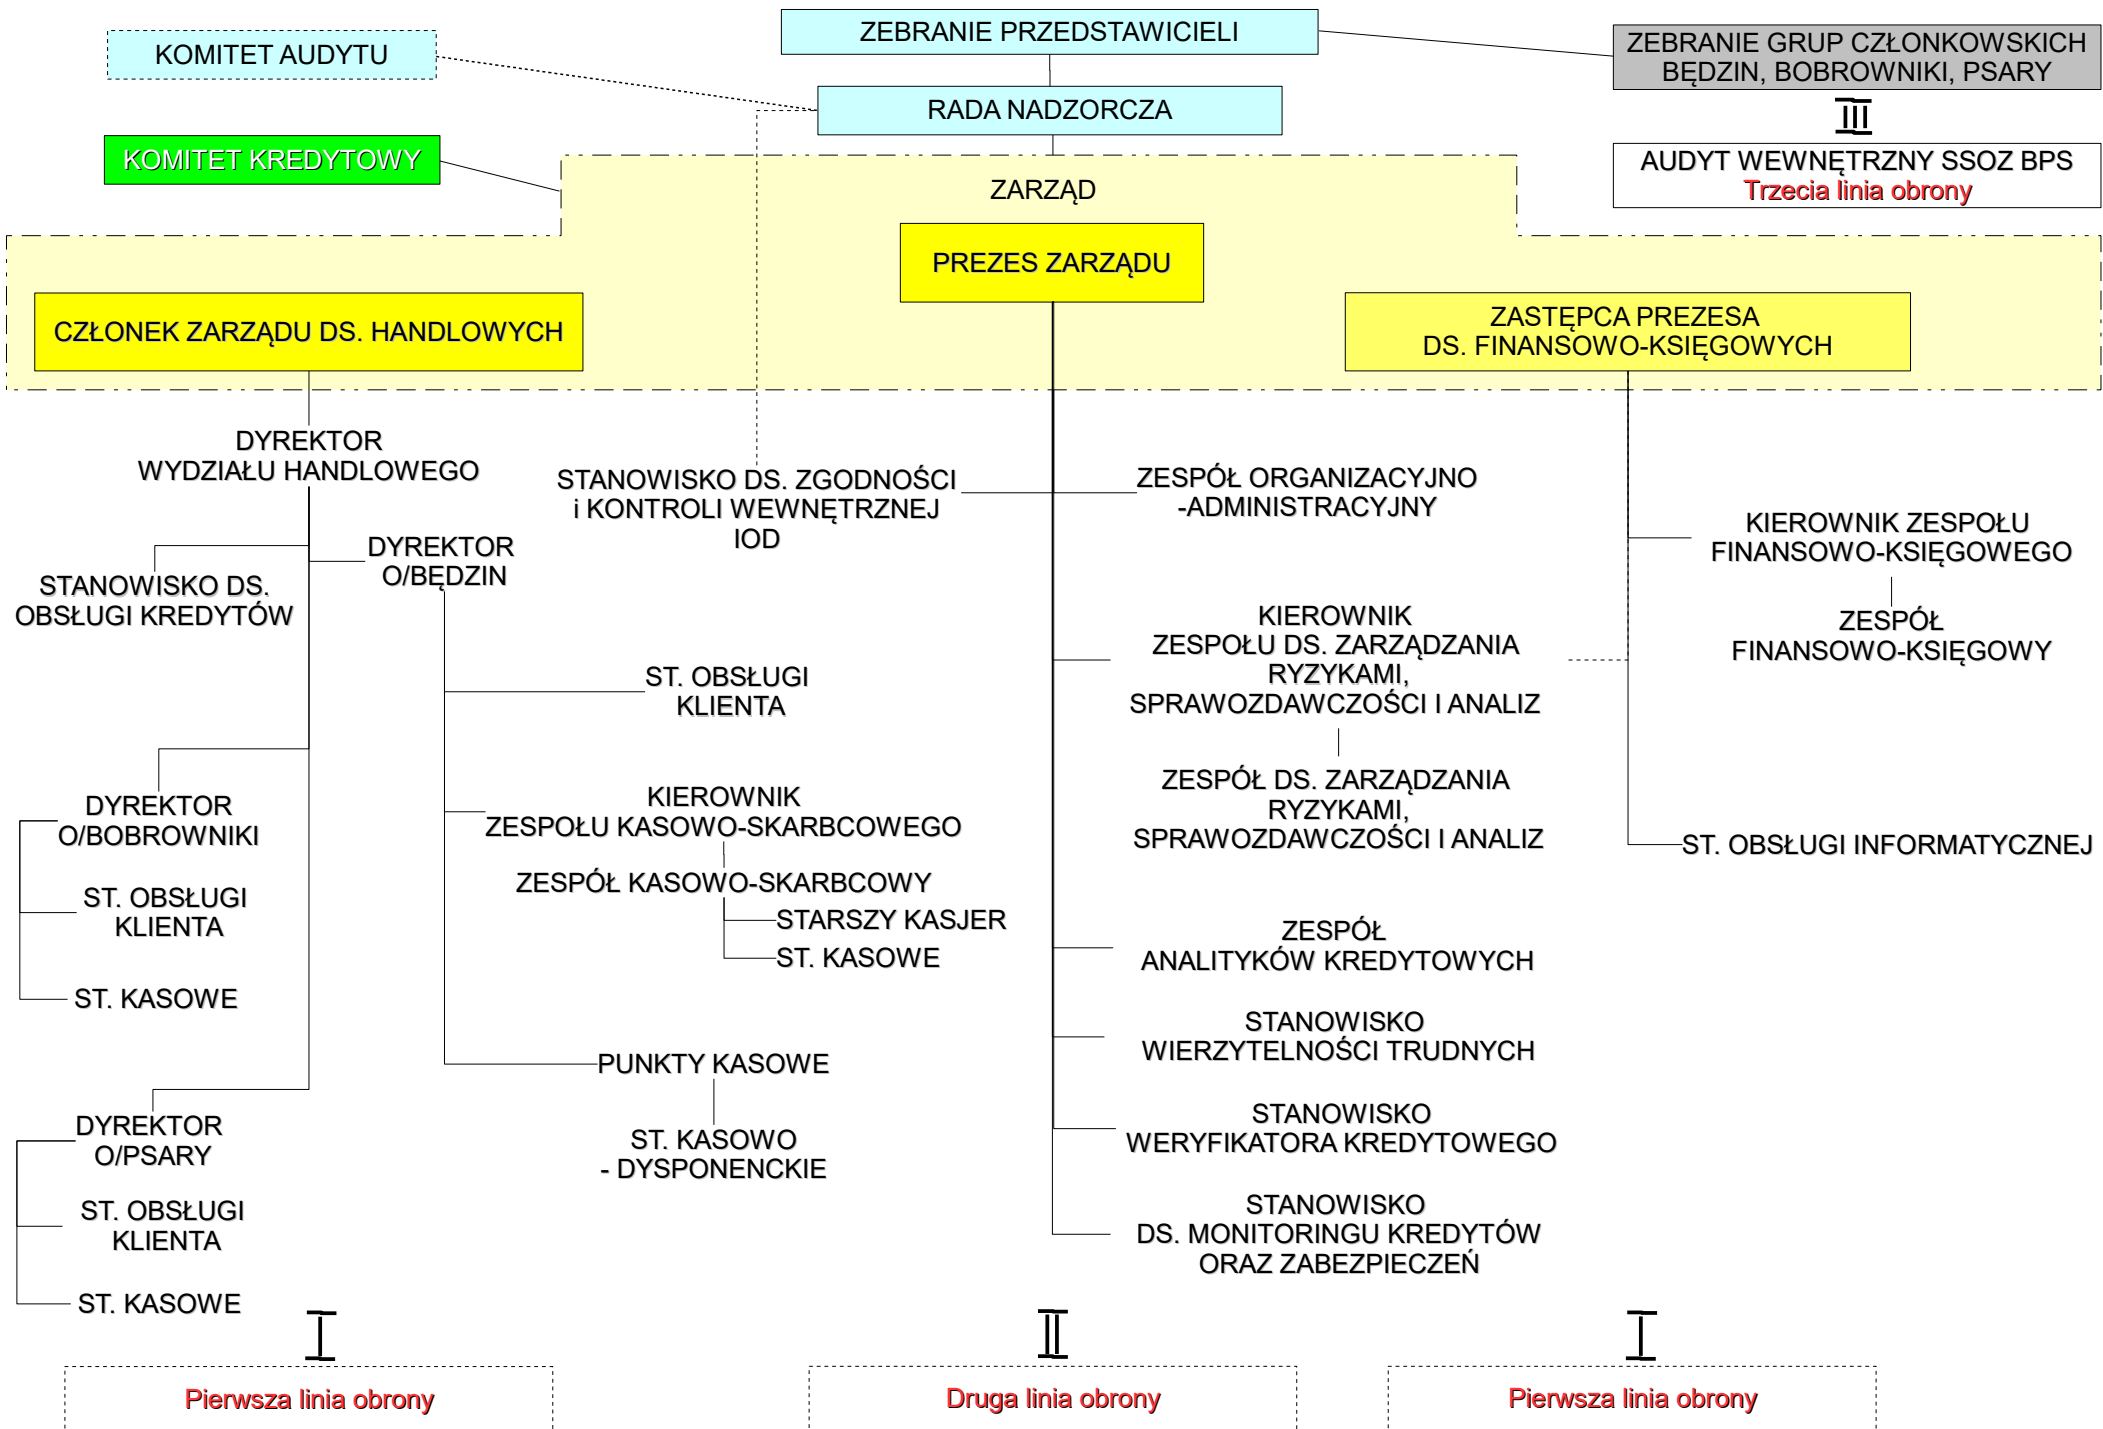 KOMITET AUDYTU
ZEBRANIE PRZEDSTAWICIELI
ZEBRANIE GRUP CZŁONKOWSKICH
BĘDZIN, BOBROWNIKI, PSARY
RADA NADZORCZA
III
KOMITET KREDYTOWY
AUDYT WEWNĘTRZNY SSOZ BPS
Trzecia linia obrony
ZARZĄD
PREZES ZARZĄDU
CZŁONEK ZARZĄDU DS. HANDLOWYCH
ZASTĘPCA PREZESA
DS. FINANSOWO-KSIĘGOWYCH
DYREKTOR
WYDZIAŁU HANDLOWEGO
STANOWISKO DS.
OBSŁUGI KREDYTÓW
DYREKTOR
O/BĘDZIN
ST. OBSŁUGI
KLIENTA
KIEROWNIK
ZESPOŁU KASOWO-SKARBCOWEGO
ZESPÓŁ KASOWO-SKARBCOWY
STARSZY KASJER
ST. KASOWE
PUNKTY KASOWE
ST. KASOWO
- DYSPONENCKIE
DYREKTOR
O/BOBROWNIKI
ST. OBSŁUGI
KLIENTA
ST. KASOWE
DYREKTOR
O/PSARY
ST. OBSŁUGI
KLIENTA
ST. KASOWE
STANOWISKO DS. ZGODNOŚCI
i KONTROLI WEWNĘTRZNEJ
IOD
ZESPÓŁ ORGANIZACYJNO
-ADMINISTRACYJNY
KIEROWNIK
ZESPOŁU DS. ZARZĄDZANIA
RYZYKAMI,
SPRAWOZDAWCZOŚCI I ANALIZ
ZESPÓŁ DS. ZARZĄDZANIA
RYZYKAMI,
SPRAWOZDAWCZOŚCI I ANALIZ
ZESPÓŁ
ANALITYKÓW KREDYTOWYCH
STANOWISKO
WIERZYTELNOŚCI TRUDNYCH
STANOWISKO
WERYFIKATORA KREDYTOWEGO
STANOWISKO
DS. MONITORINGU KREDYTÓW
ORAZ ZABEZPIECZEŃ
KIEROWNIK ZESPOŁU
FINANSOWO-KSIĘGOWEGO
ZESPÓŁ
FINANSOWO-KSIĘGOWY
ST. OBSŁUGI INFORMATYCZNEJ
I
Pierwsza linia obrony
II
Druga linia obrony
I
Pierwsza linia obrony